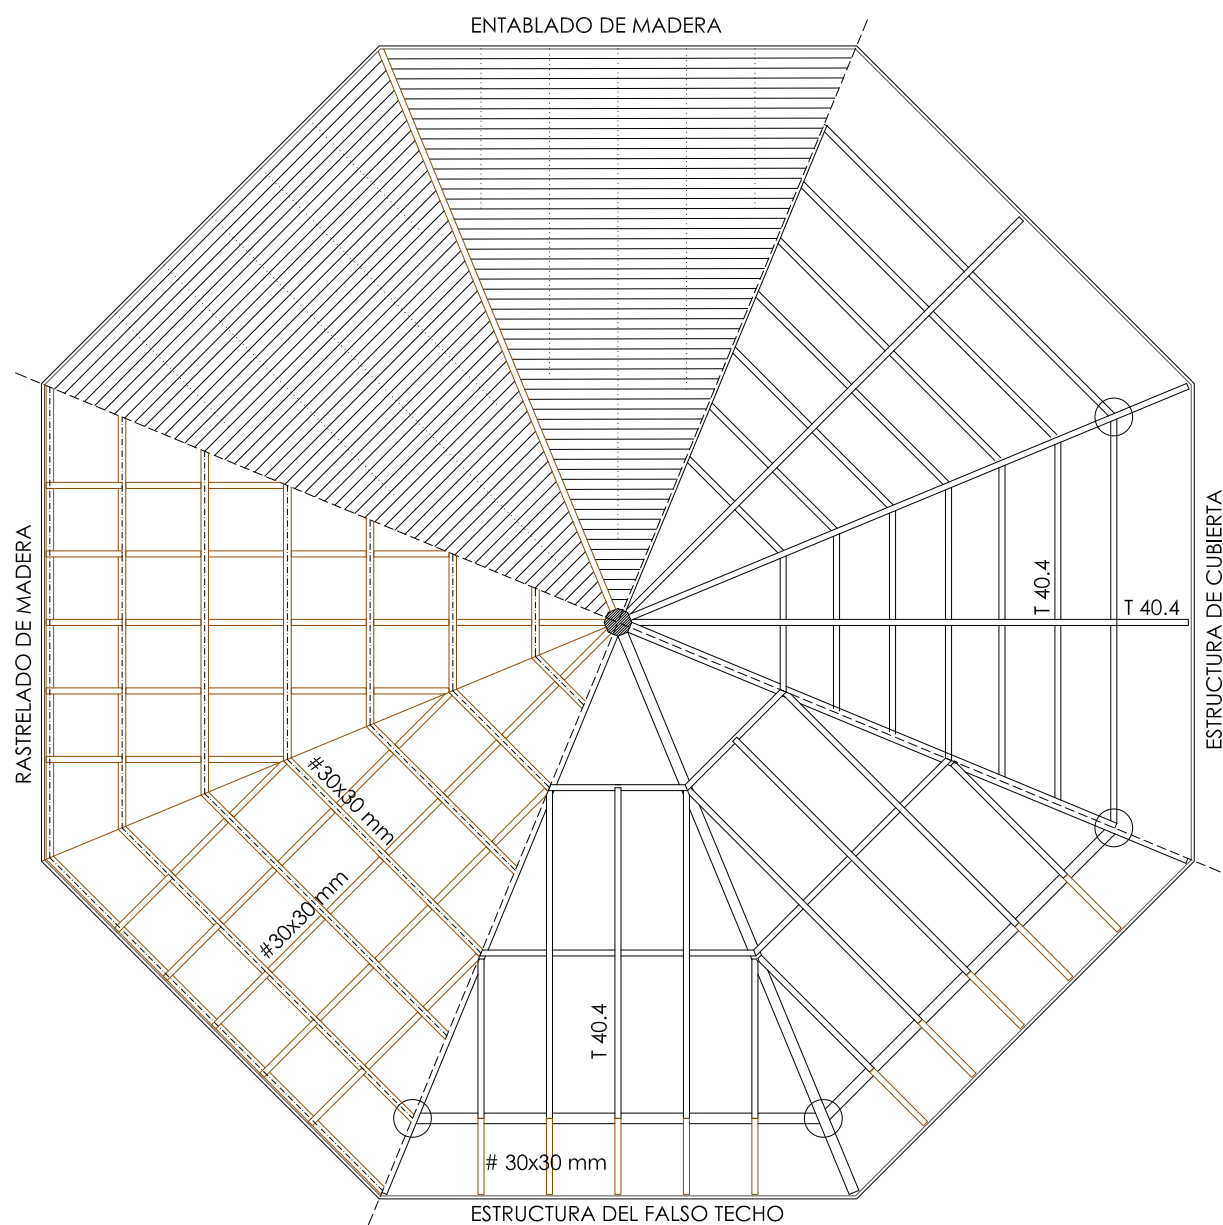 ENTABLADO DE MADERA
RASTRELADO DE MADERA
ESTRUCTURA DE CUBIERTA
T 40.4
T 40.4
#30x30 mm
#30x30 mm
T 40.4
# 30x30 mm
ESTRUCTURA DEL FALSO TECHO